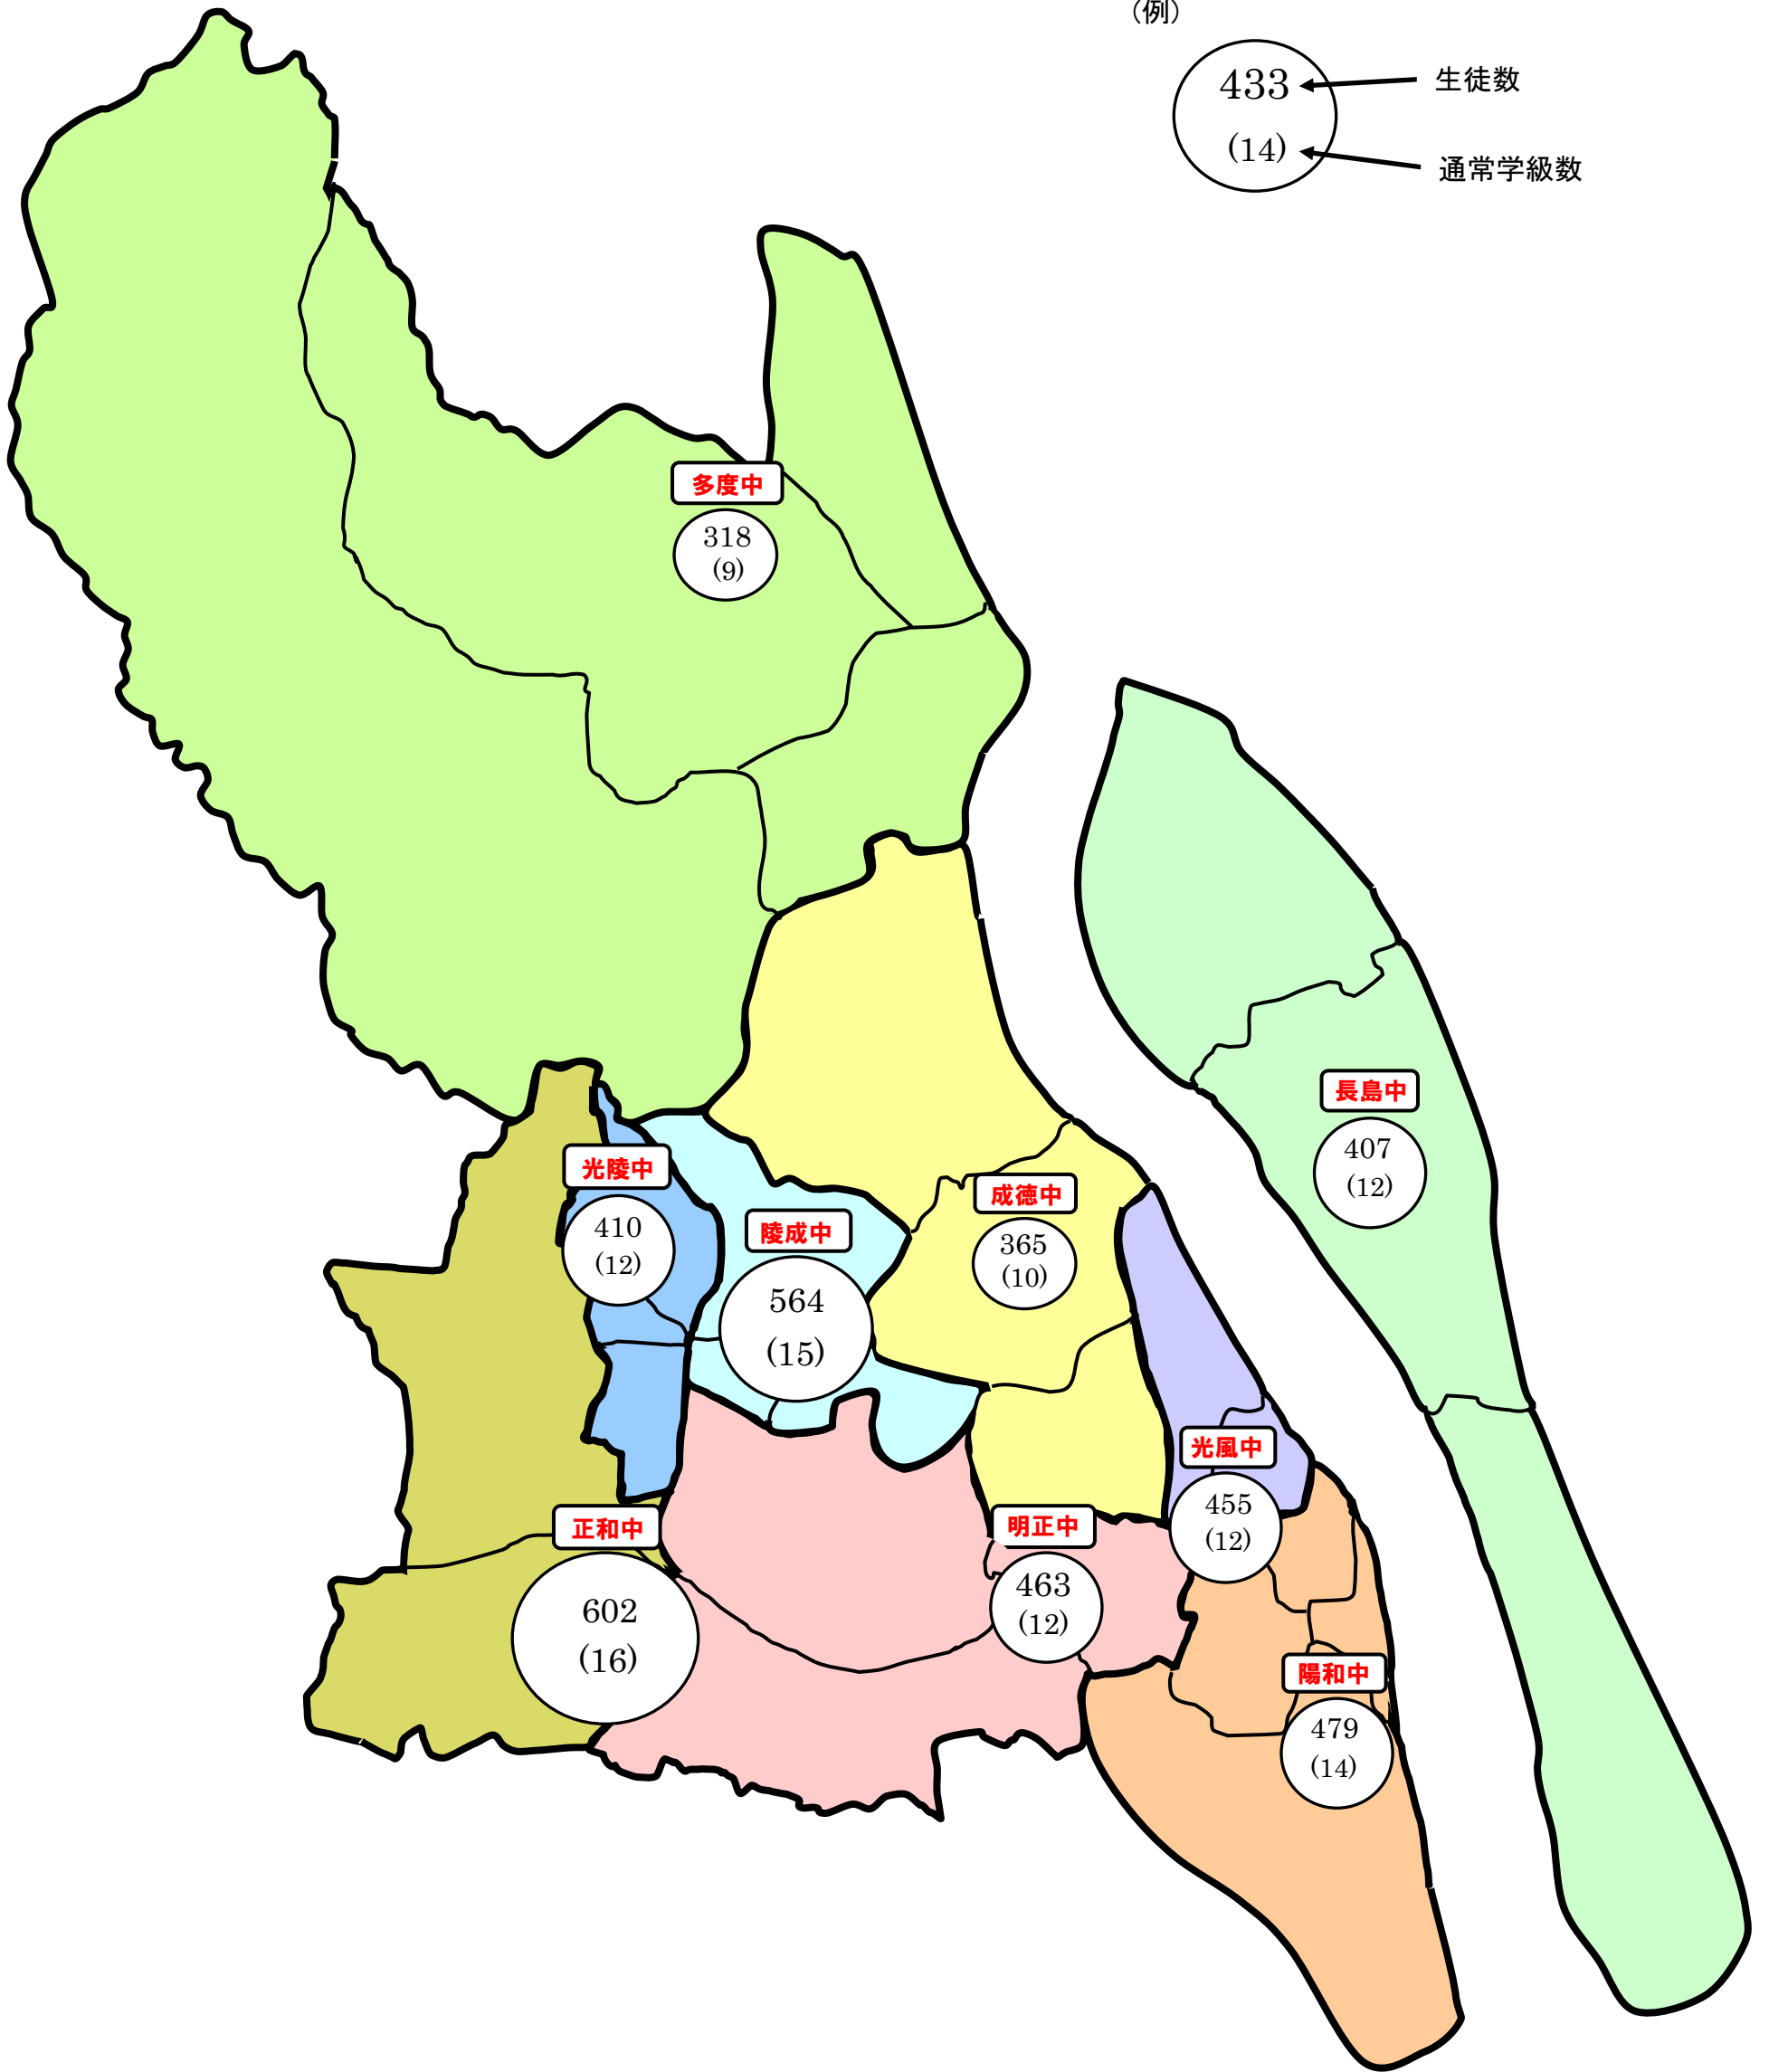 (例)
433
(14)
生徒数
通常学級数
多度中
318
(9)
長島中
407
(12)
光陵中
410
(12)
陵成中
564
(15)
成徳中
365
(10)
光風中
455
(12)
正和中
602
(16)
明正中
463
(12)
陽和中
479
(14)